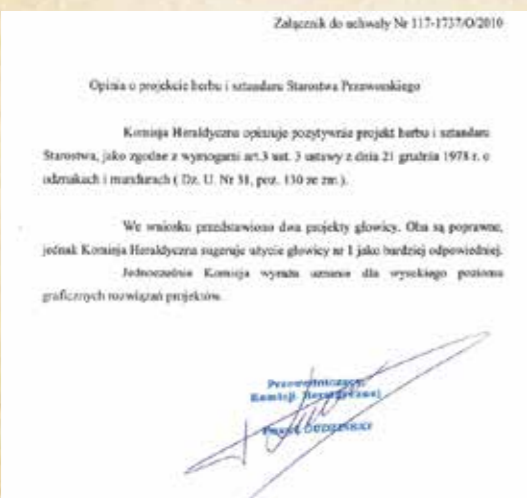 Załącznik do uchwały Nr 117-1737/O/2010
Opinia o projekcie herbu i sztandaru Starostwa Przeworskiego
Komisja Heraldyczna opiniuje pozytywnie projekt herbu i sztandaru
Starostwa, jako zgodne z wymogami art.3 ust. 3 ustawy z dnia 21 grudnia 1978 r. o
odznakach i mundurach ( Dz. U. Nr 31, poz. 130 ze zm.).
We wniosku przedstawiono dwa projekty głowicy. Oba są poprawne,
jednak Komisja Heraldyczna sugeruje użycie głowicy nr 1 jako bardziej odpowiedniej.
Jednocześnie Komisja wyraża uznanie dla wysokiego poziomu
graficznych rozwiązań projektów.
Przewodniczący
Komisji Heraldycznej
DUDZIŃSKI